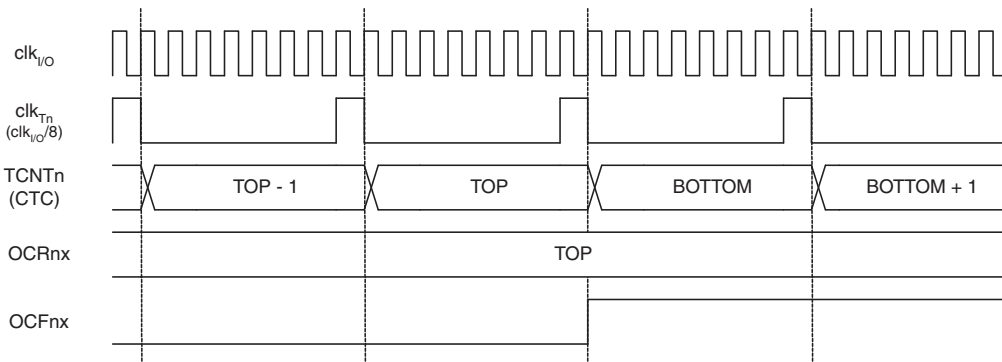 clkI/O
clkTn
(clkI/O/8)
TCNTn
(CTC)
TOP - 1
TOP
BOTTOM
BOTTOM + 1
OCRnx
TOP
OCFnx